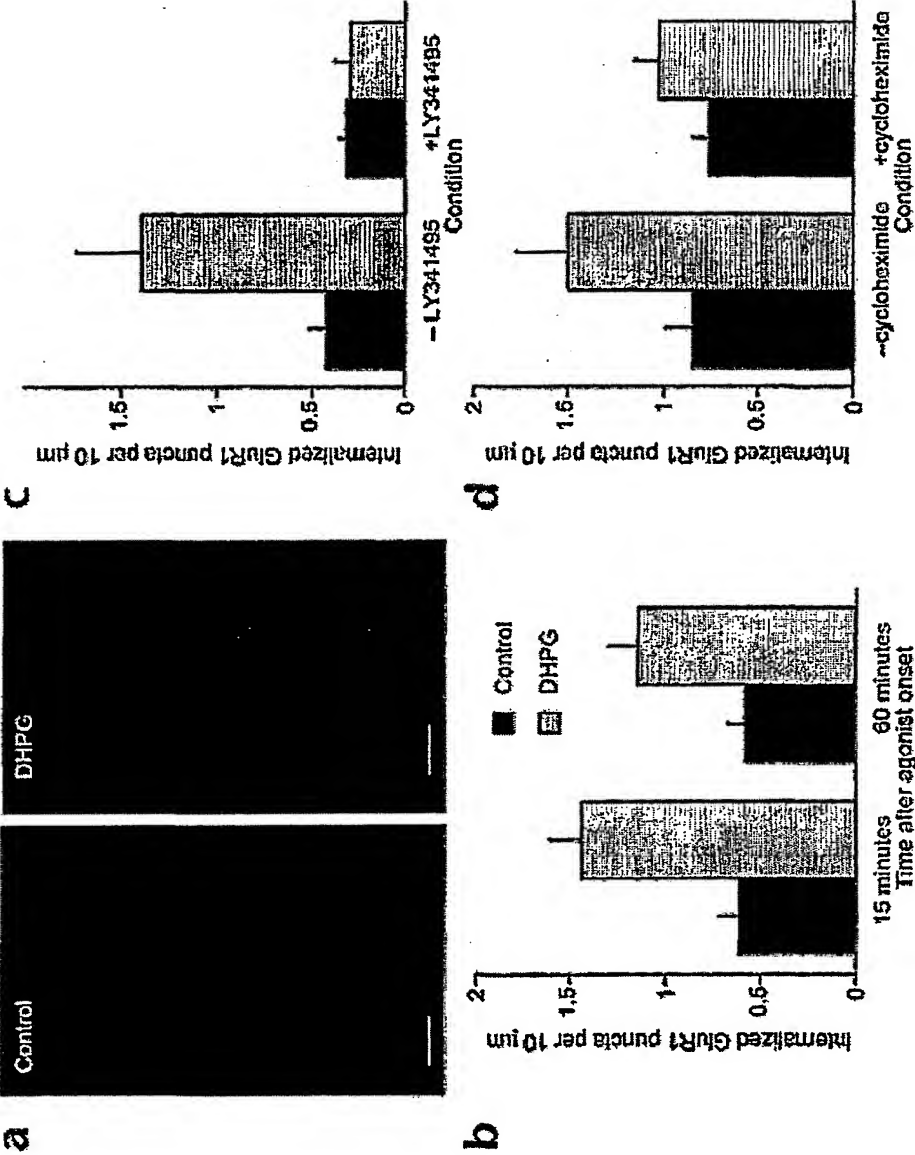 a
Control
DHPG
b
Internalized GluR1 puncta per 10 µm
2
1.5
1
0.5
0
Control
DHPG
15 minutes
60 minutes
Time after agonist onset
c
Internalized GluR1 puncta per 10 µm
1.5
1
0.5
0
–LY341495
+LY341495
Condition
d
Internalized GluR1 puncta per 10 µm
2
1.5
1
0.5
0
–cycloheximide
+cycloheximide
Condition